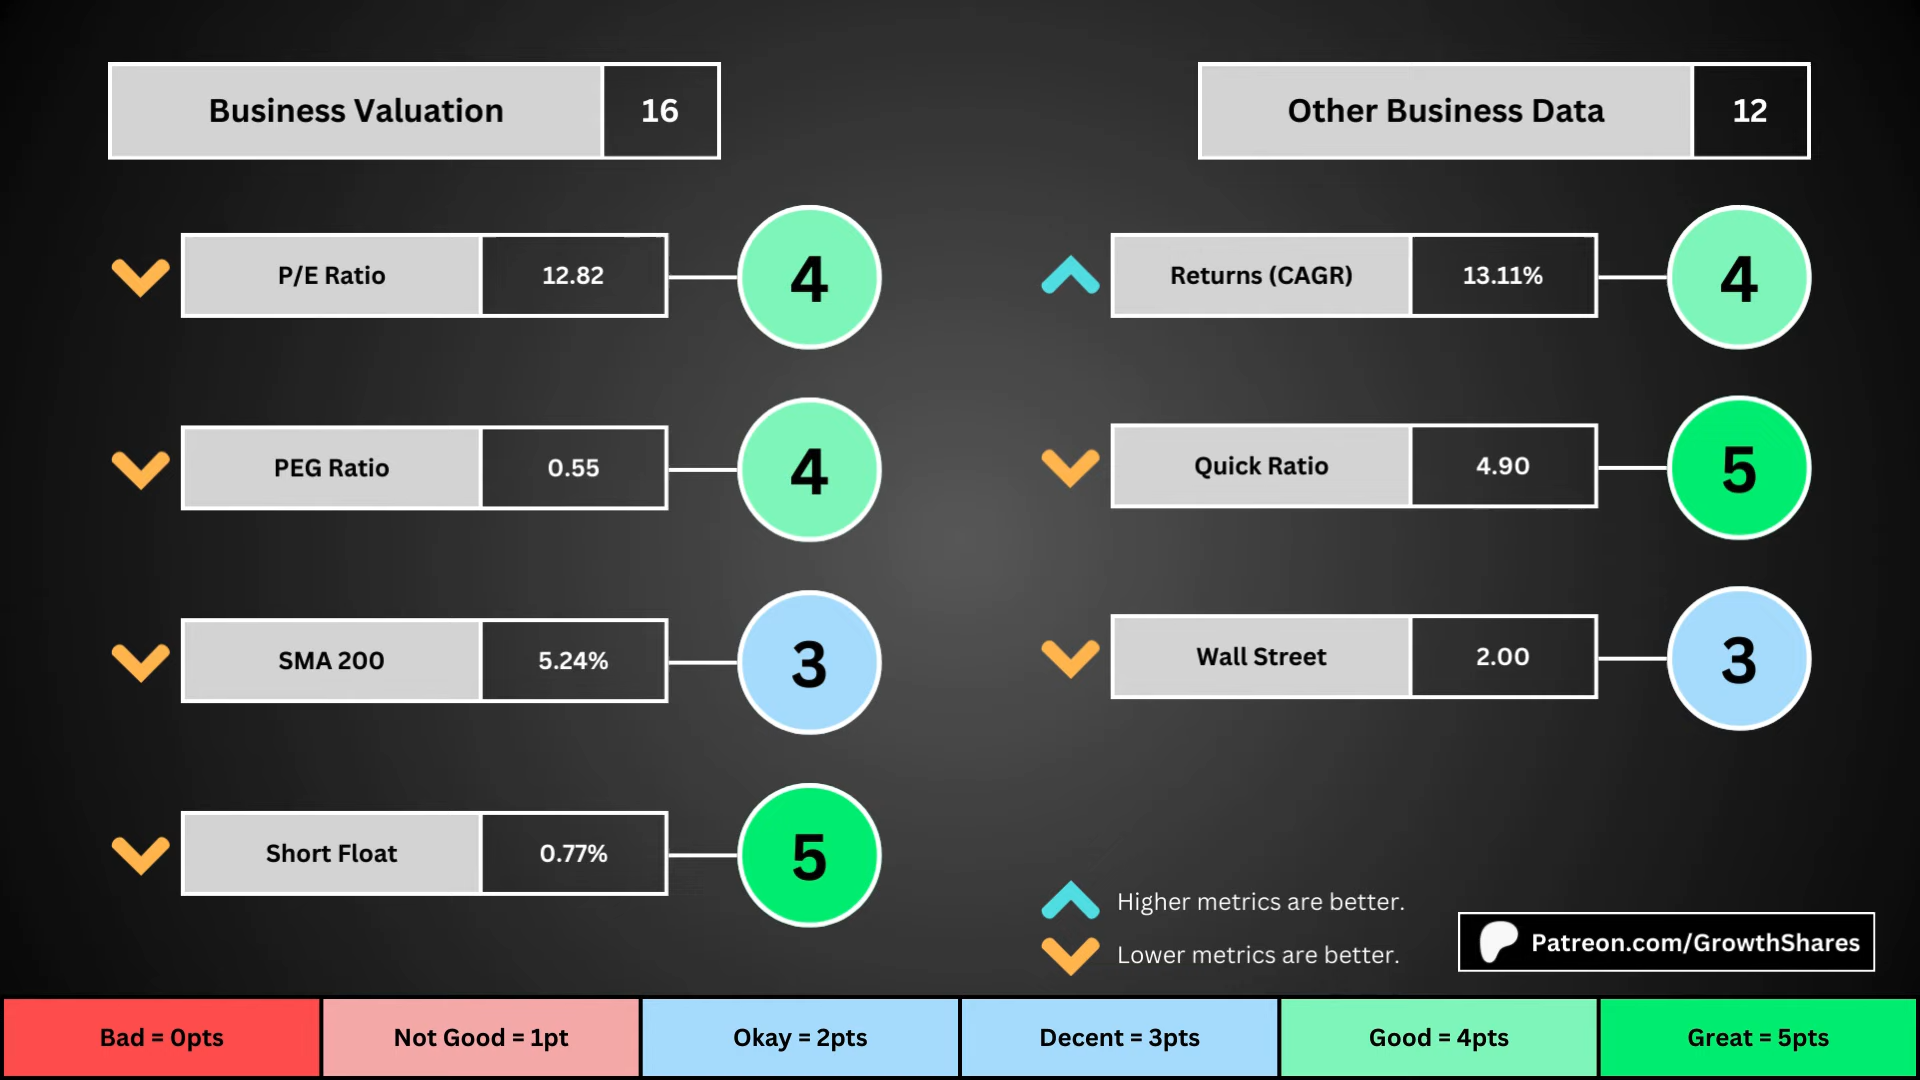 Business Valuation 16
P/E Ratio 12.82 4
PEG Ratio 0.55 4
SMA 200 5.24% 3
Short Float 0.77% 5
Other Business Data 12
Returns (CAGR) 13.11% 4
Quick Ratio 4.90 5
Wall Street 2.00 3
Higher metrics are better.
Lower metrics are better.
Patreon.com/GrowthShares
Bad = 0pts
Not Good = 1pt
Okay = 2pts
Decent = 3pts
Good = 4pts
Great = 5pts